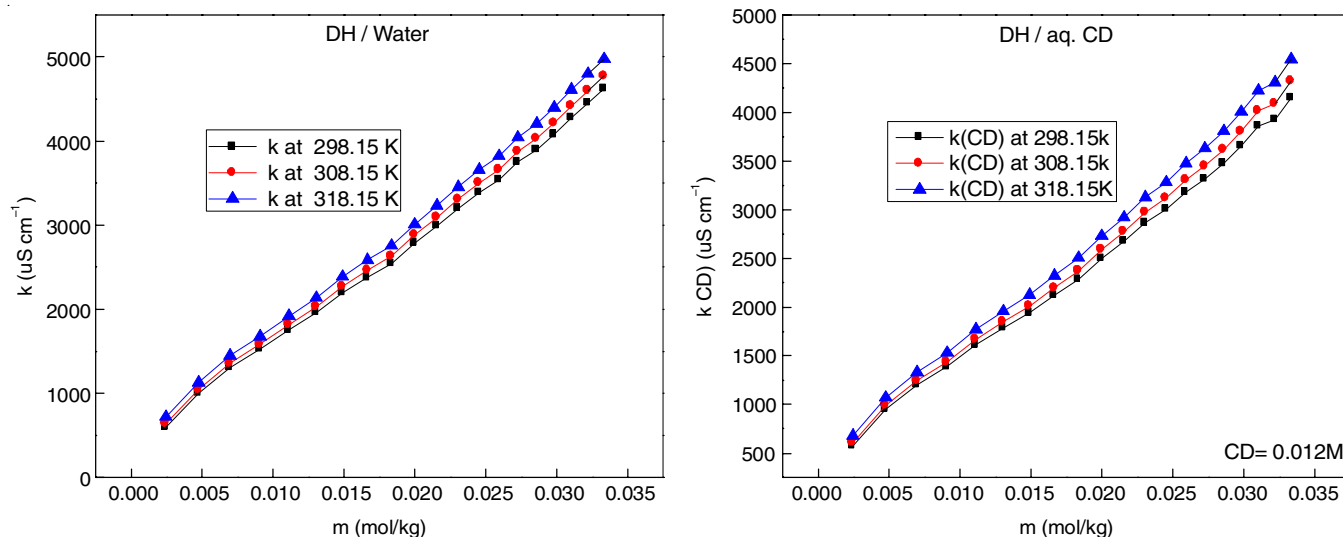 DH / Water
5000
4000
3000
2000
1000
0
k (uS cm⁻¹)
k at 298.15 K
k at 308.15 K
k at 318.15 K
0.000 0.005 0.010 0.015 0.020 0.025 0.030 0.035
m (mol/kg)
DH / aq. CD
5000
4500
4000
3500
3000
2500
2000
1500
1000
500
k CD) (uS cm⁻¹)
k(CD) at 298.15k
k(CD) at 308.15k
k(CD) at 318.15K
CD= 0.012M
0.000 0.005 0.010 0.015 0.020 0.025 0.030 0.035
m (mol/kg)